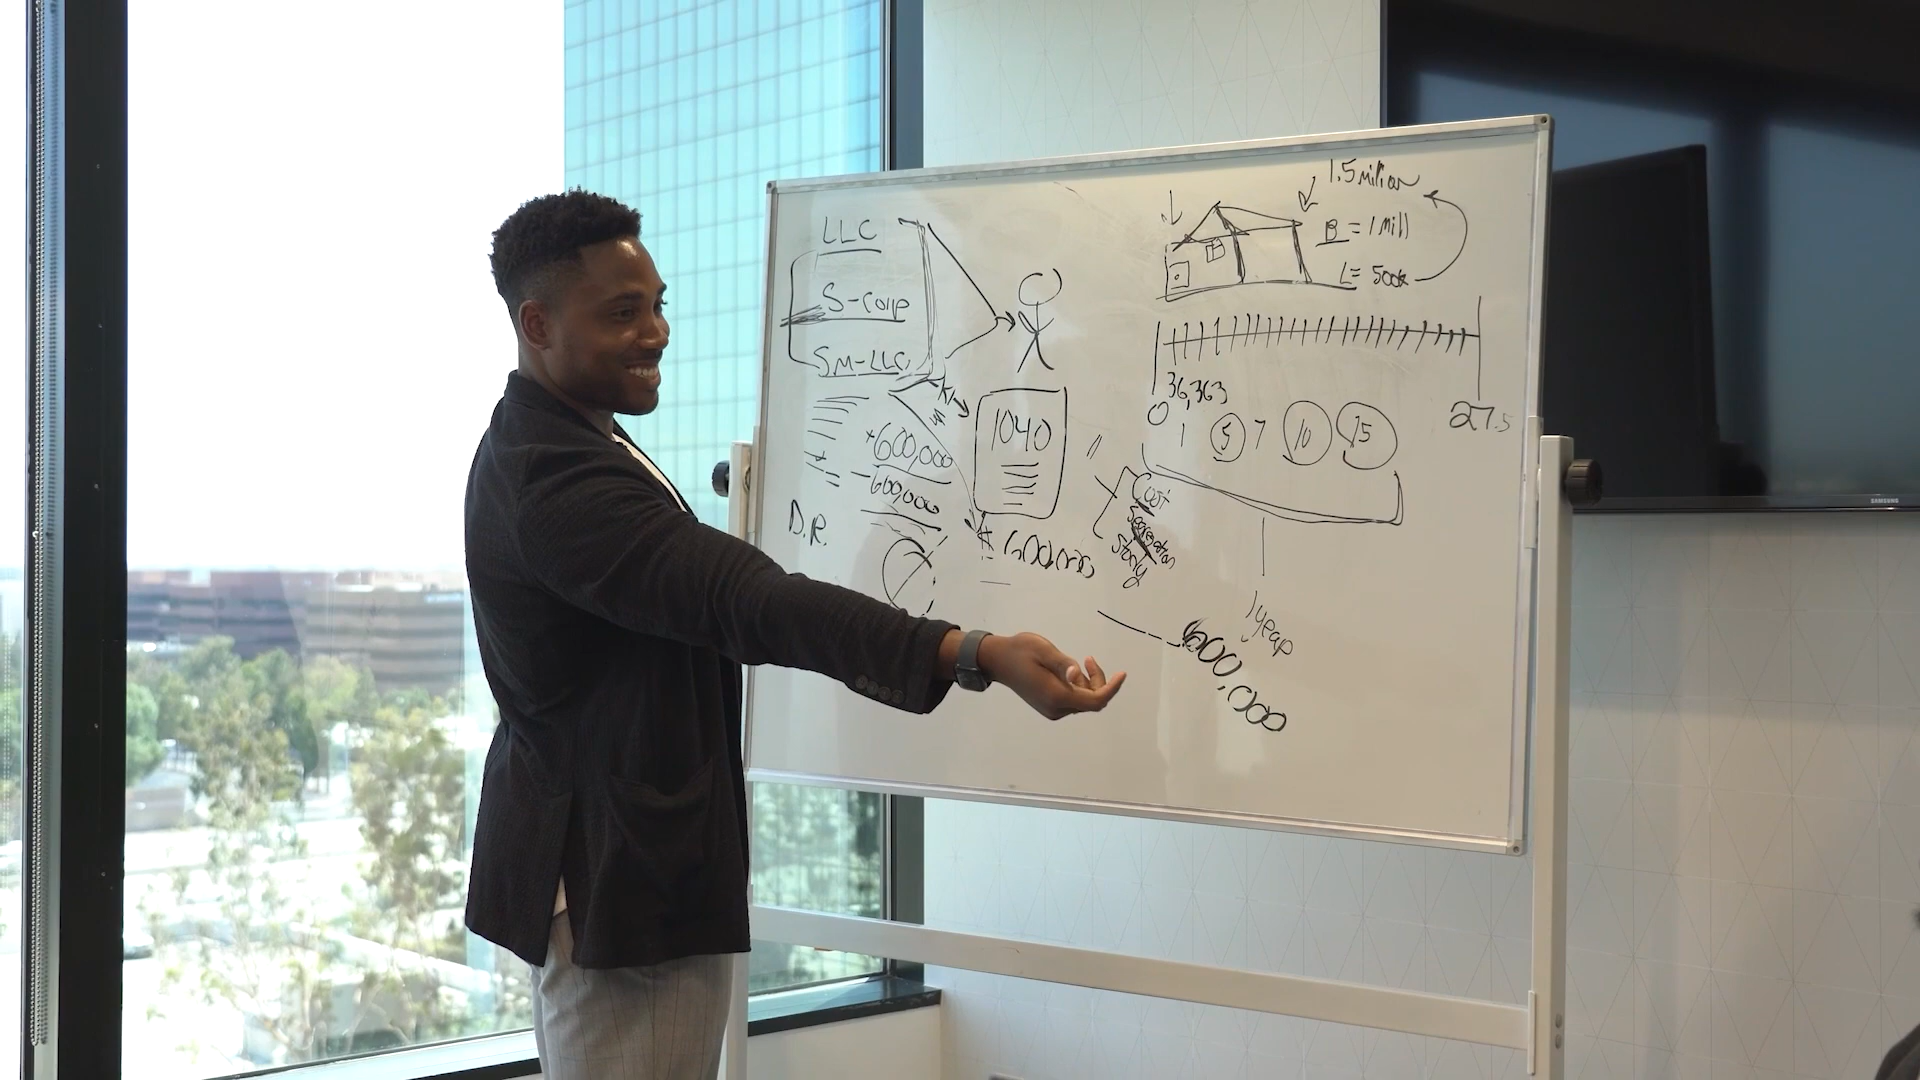 LLC
S-corp
SM-LLC
K1
+600,000
-600,000
D.R.
1040
$600,000
1.5 million
B = 1 Mill
L = 500k
36,363
27.5
0 1 5 7 10 15
Cost
Segregation
Study
1 year
600,000
SAMSUNG